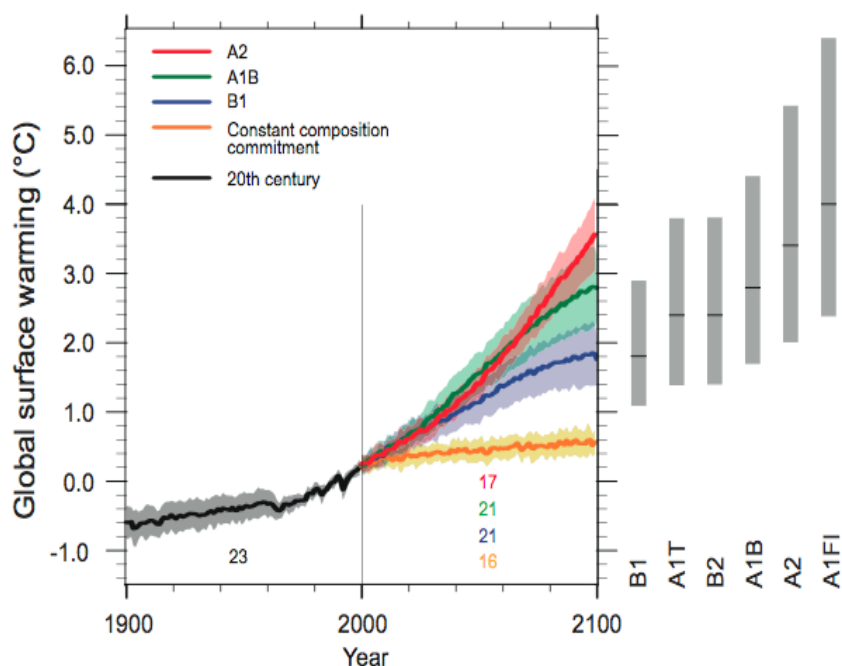 Global surface warming (°C)
6.0
5.0
4.0
3.0
2.0
1.0
0.0
-1.0
A2
A1B
B1
Constant composition
commitment
20th century
23
17
21
21
16
1900
2000
2100
Year
B1
A1T
B2
A1B
A2
A1FI